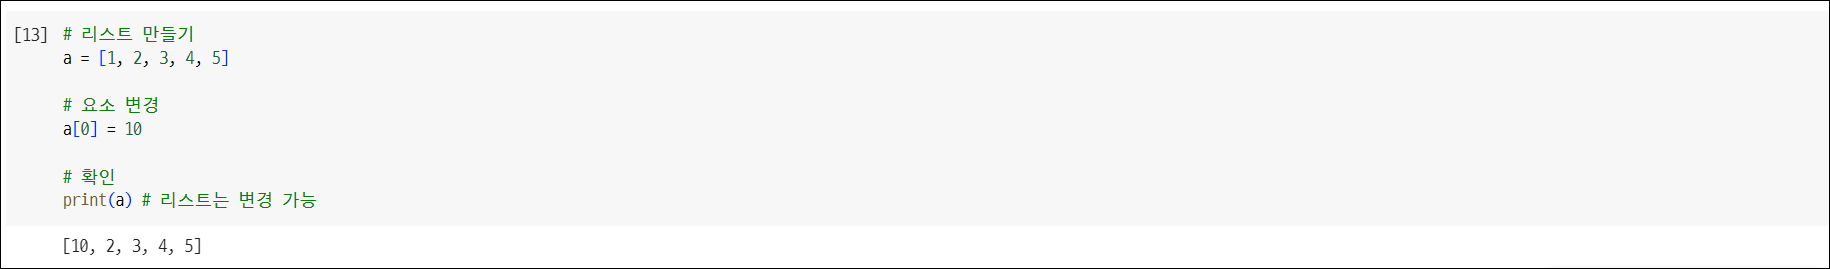 [13] # 리스트 만들기
a = [1, 2, 3, 4, 5]
# 요소 변경
a[0] = 10
# 확인
print(a) # 리스트는 변경 가능
[10, 2, 3, 4, 5]